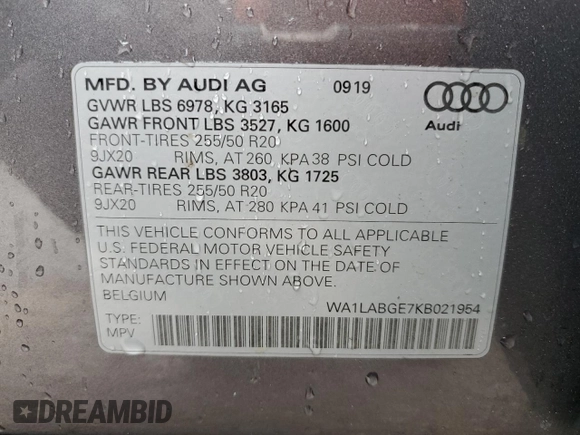 MFD. BY AUDI AG 0919
GVWR LBS 6978, KG 3165
GAWR FRONT LBS 3527, KG 1600
Audi
FRONT-TIRES 255/50 R20
9JX20 RIMS, AT 260 KPA 38 PSI COLD
GAWR REAR LBS 3803, KG 1725
REAR-TIRES 255/50 R20
9JX20 RIMS, AT 280 KPA 41 PSI COLD
THIS VEHICLE CONFORMS TO ALL APPLICABLE
U.S. FEDERAL MOTOR VEHICLE SAFETY
STANDARDS IN EFFECT ON THE DATE OF
MANUFACTURE SHOWN ABOVE.
BELGIUM WA1LABGE7KB021954
TYPE:
MPV
DREAMBID